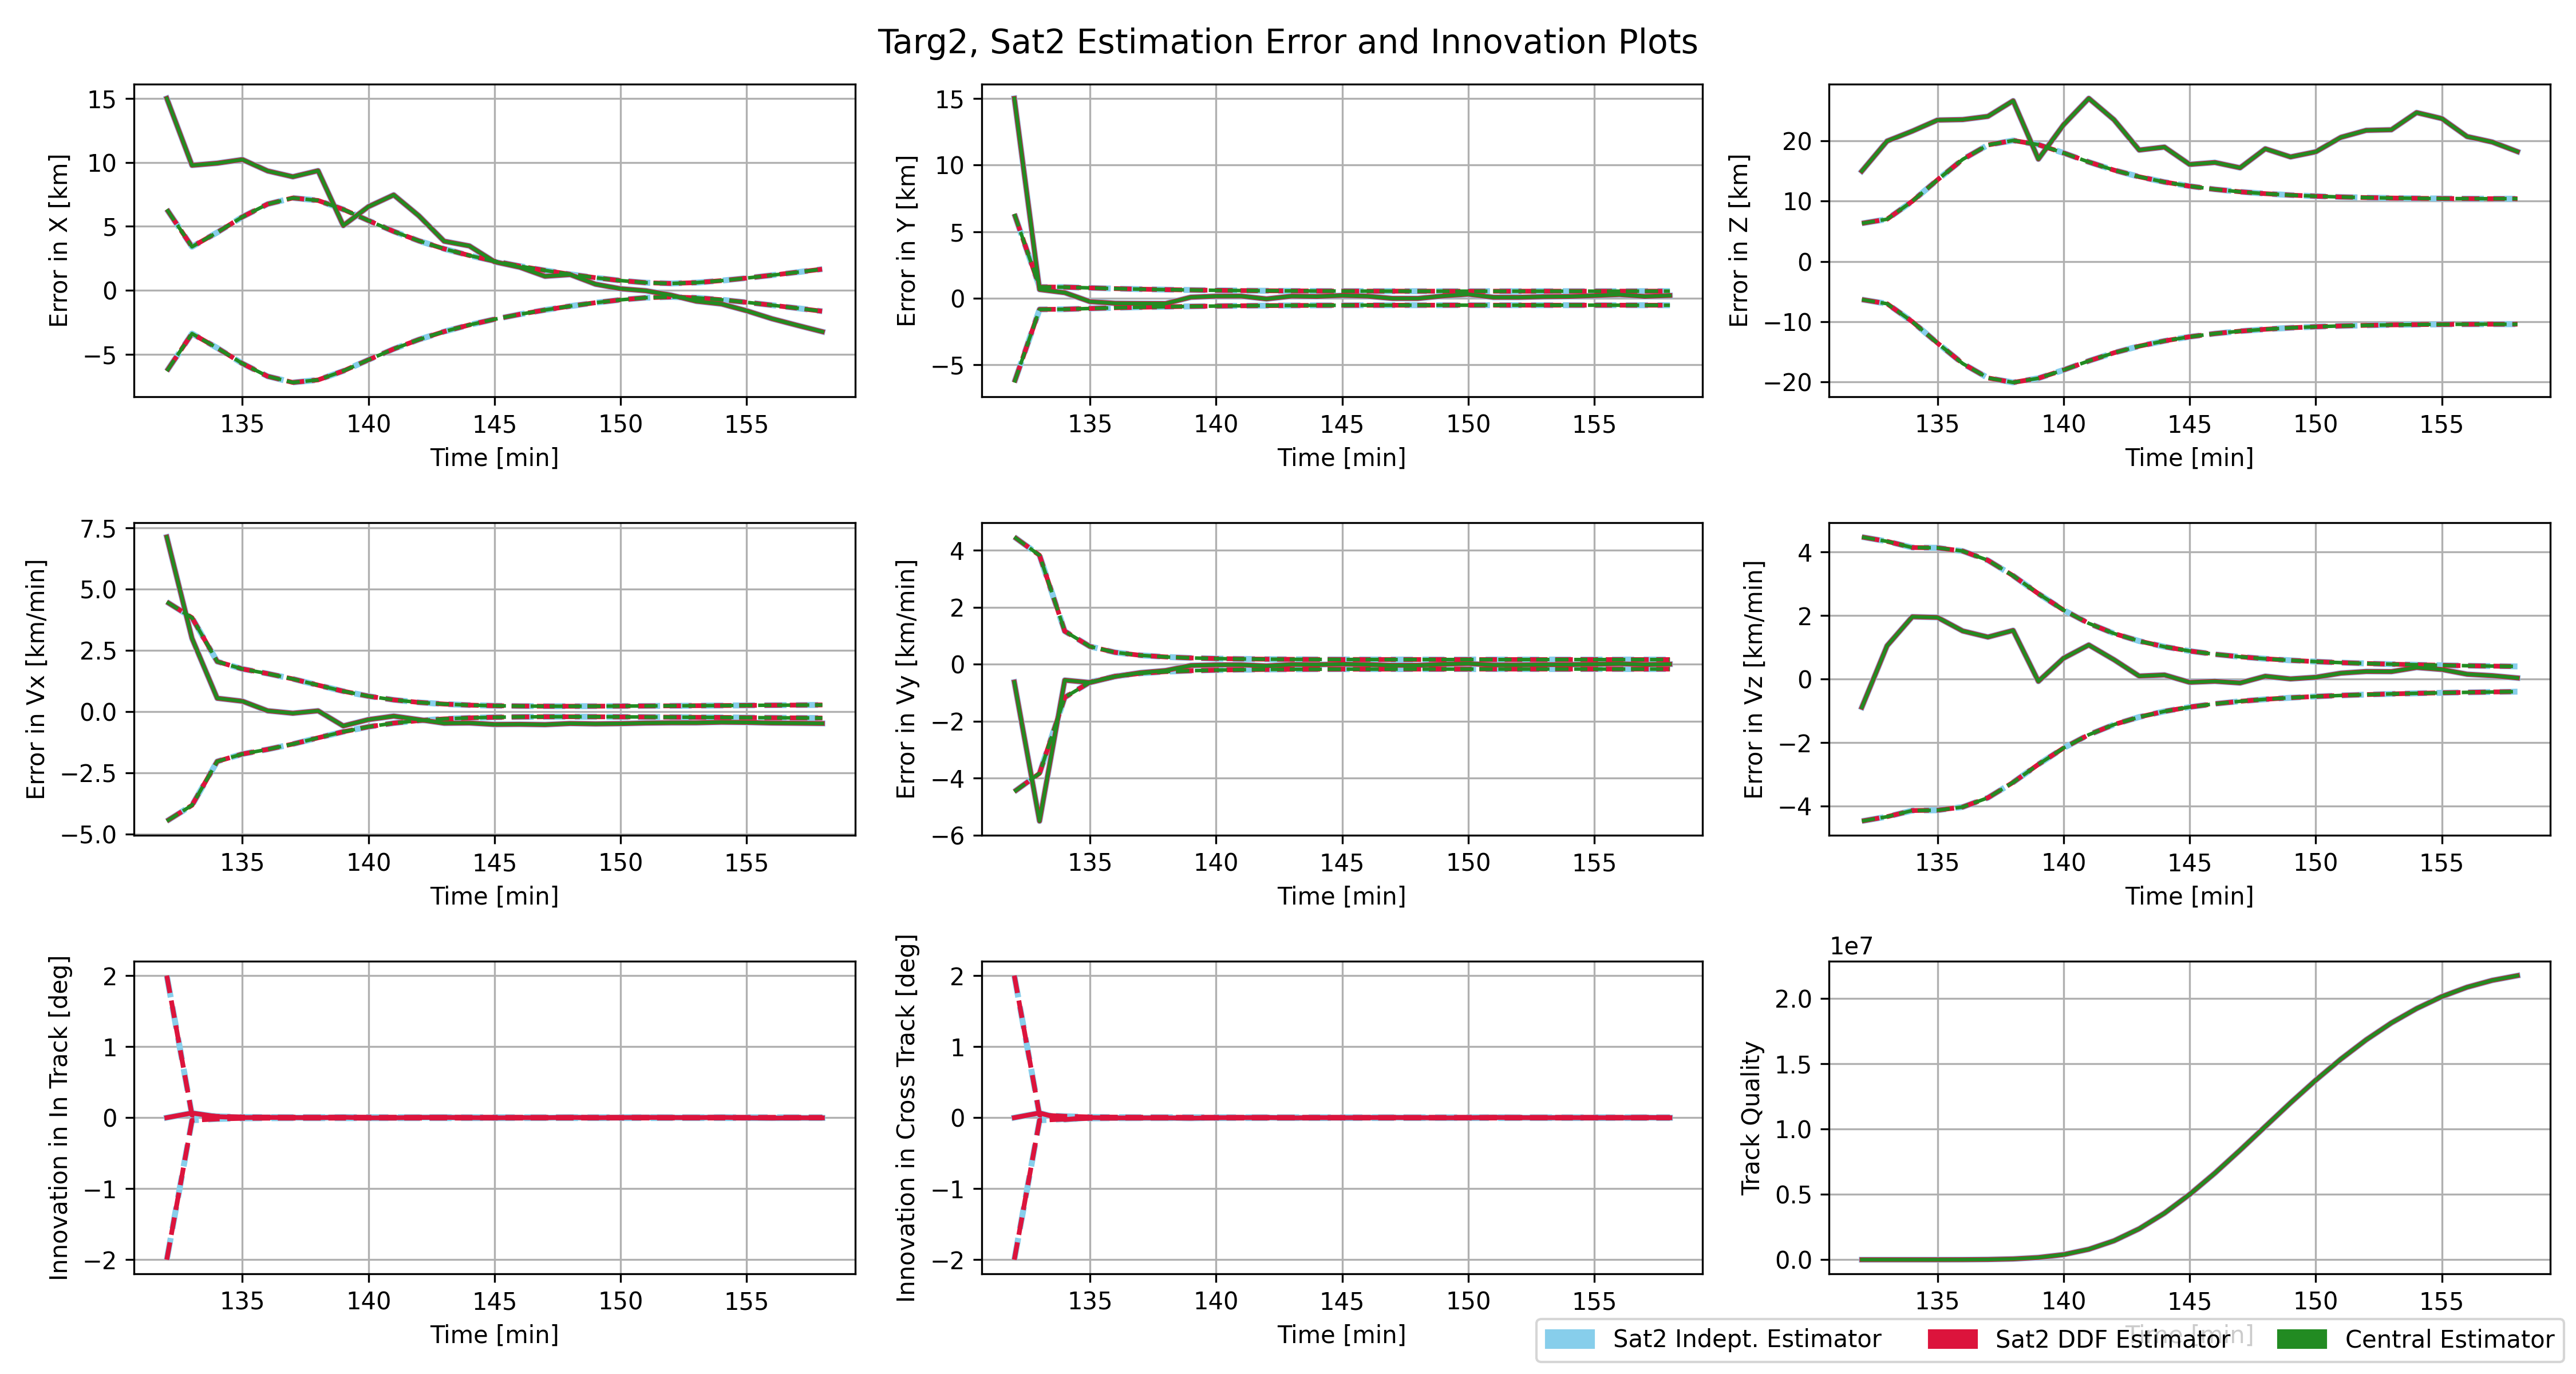 Targ2, Sat2 Estimation Error and Innovation Plots
Error in X [km]
15
10
5
0
−5
135 140 145 150 155
Time [min]
Error in Y [km]
15
10
5
0
−5
135 140 145 150 155
Time [min]
Error in Z [km]
20
10
0
−10
−20
135 140 145 150 155
Time [min]
Error in Vx [km/min]
7.5
5.0
2.5
0.0
−2.5
−5.0
135 140 145 150 155
Time [min]
Error in Vy [km/min]
4
2
0
−2
−4
−6
135 140 145 150 155
Time [min]
Error in Vz [km/min]
4
2
0
−2
−4
135 140 145 150 155
Time [min]
Innovation in In Track [deg]
2
1
0
−1
−2
135 140 145 150 155
Time [min]
Innovation in Cross Track [deg]
2
1
0
−1
−2
135 140 145 150 155
Time [min]
1e7
Track Quality
2.0
1.5
1.0
0.5
0.0
135 140 145 150 155
Time [min]
Sat2 Indept. Estimator
Sat2 DDF Estimator
Central Estimator